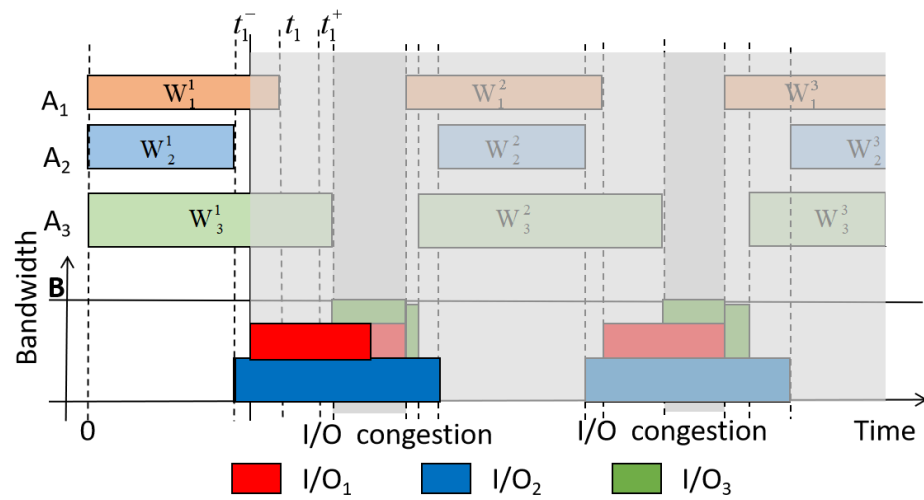 t₁⁻ t₁ t₁⁺
A₁ W₁¹ W₁² W₁³
A₂ W₂¹ W₂² W₂³
A₃ W₃¹ W₃² W₃³
Bandwidth
B
0 I/O congestion I/O congestion Time
I/O₁ I/O₂ I/O₃